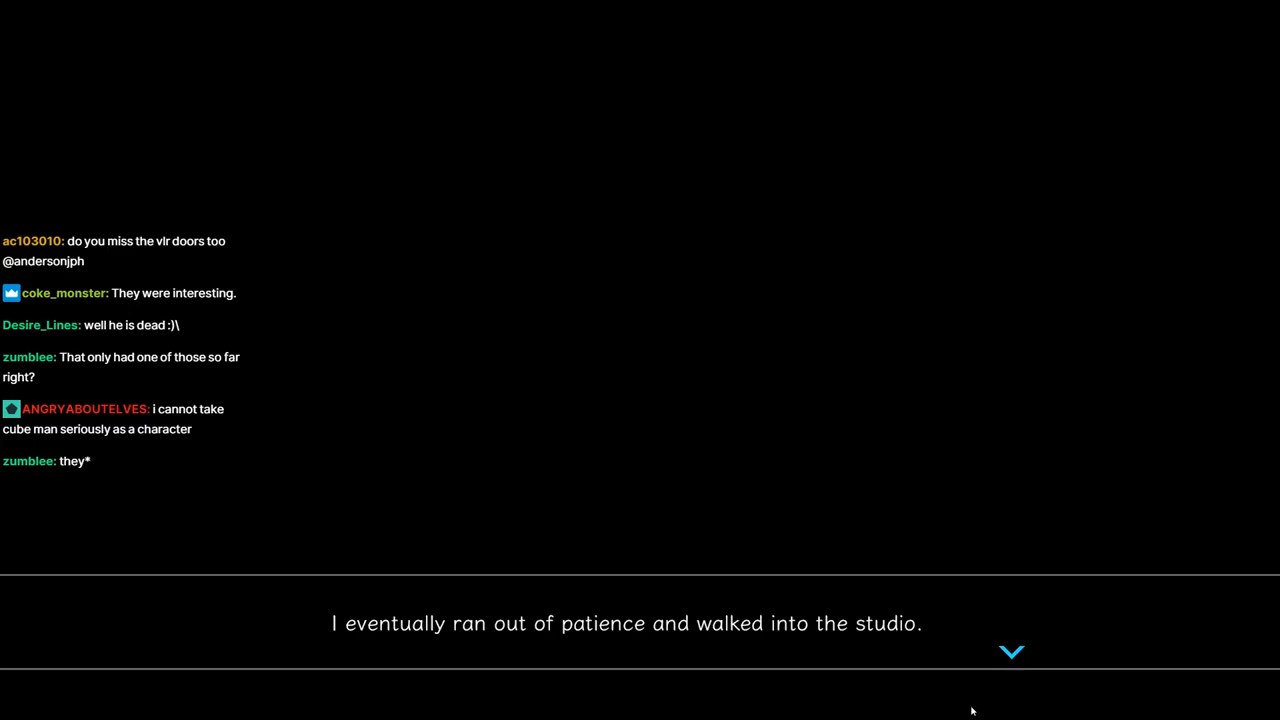 ac103010: do you miss the vlr doors too
@andersonjph
coke_monster: They were interesting.
Desire_Lines: well he is dead :)\
zumblee: That only had one of those so far
right?
ANGRYABOUTELVES: i cannot take
cube man seriously as a character
zumblee: they*
I eventually ran out of patience and walked into the studio.